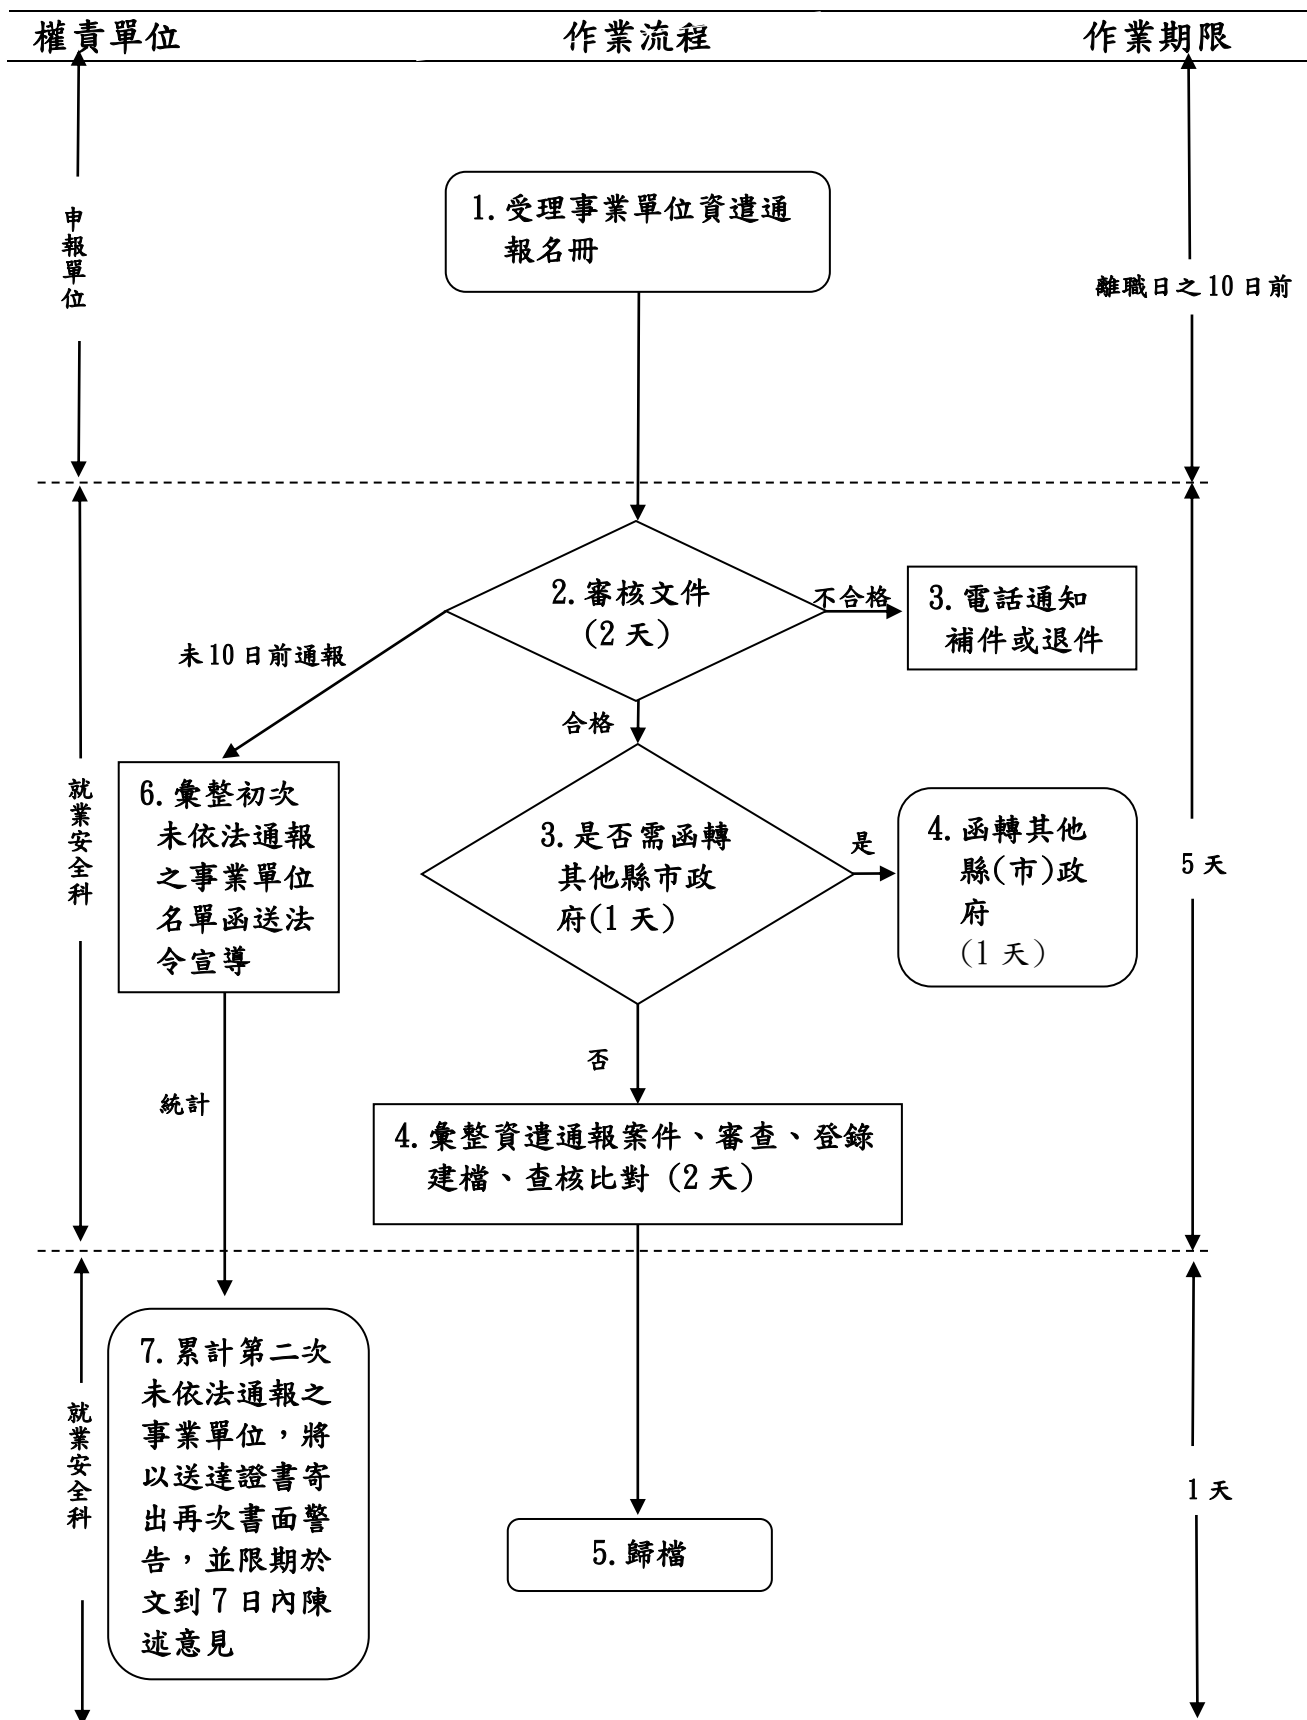 權責單位
作業流程
作業期限
申報單位
1.受理事業單位資遣通
報名冊
離職日之10日前
2.審核文件
(2天)
不合格
3.電話通知
補件或退件
未10日前通報
合格
就業安全科
6.彙整初次
未依法通報
之事業單位
名單函送法
令宣導
3.是否需函轉
其他縣市政
府(1天)
是
4.函轉其他
縣(市)政
府
(1天)
5天
否
統計
4.彙整資遣通報案件、審查、登錄
建檔、查核比對(2天)
就業安全科
7.累計第二次
未依法通報之
事業單位，將
以送達證書寄
出再次書面警
告，並限期於
文到7日內陳
述意見
5.歸檔
1天